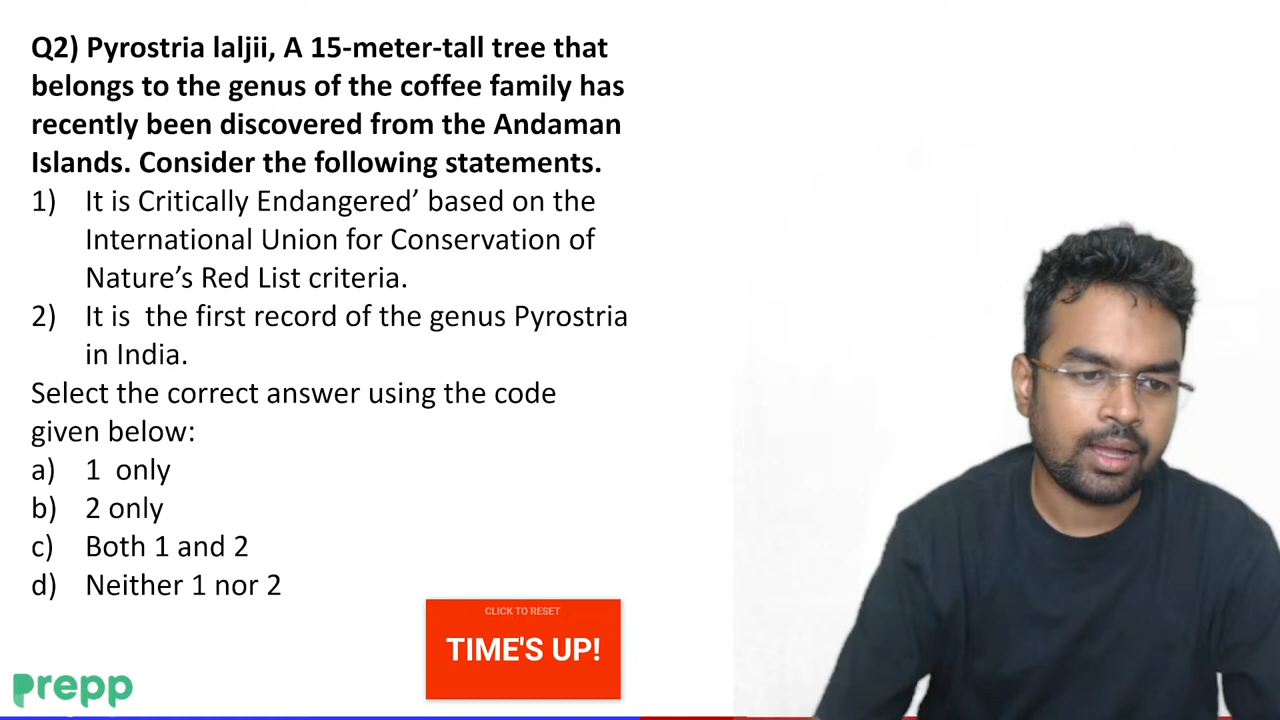 Q2) Pyrostria laljii, A 15-meter-tall tree that
belongs to the genus of the coffee family has
recently been discovered from the Andaman
Islands. Consider the following statements.
1) It is Critically Endangered’ based on the
International Union for Conservation of
Nature’s Red List criteria.
2) It is the first record of the genus Pyrostria
in India.
Select the correct answer using the code
given below:
a) 1 only
b) 2 only
c) Both 1 and 2
d) Neither 1 nor 2
CLICK TO RESET
TIME'S UP!
prepp